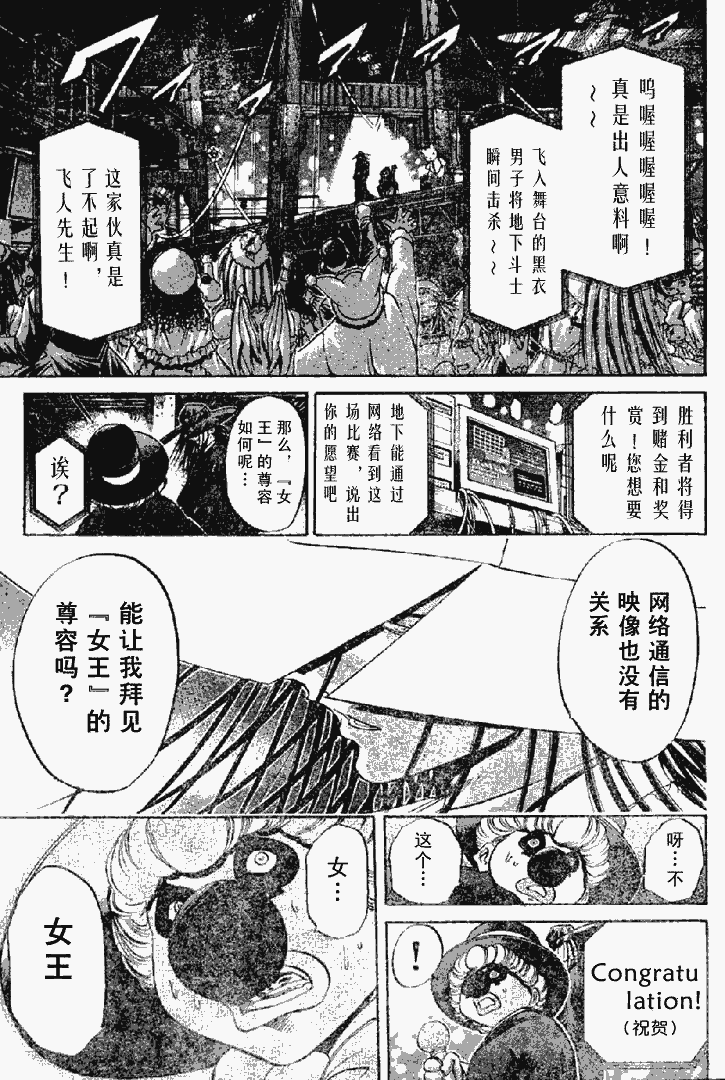 呜喔喔喔喔喔！
真是出人意料啊
～～
飞入舞台的黑衣
男子将地下斗士
瞬间击杀～～
这家伙真是
了不起啊，
飞人先生！
胜利者将得
到赌金和奖
赏！您想要
什么呢
地下能通过
网络看到这
场比赛，说出
你的愿望吧
那么，『女
王』的尊容
如何呢…
诶？
网络通信的
映像也没有
关系
能让我拜见
『女王』的
尊容吗？
呀…不
这个…
女…
女王
Congratu
lation!
（祝贺）
！